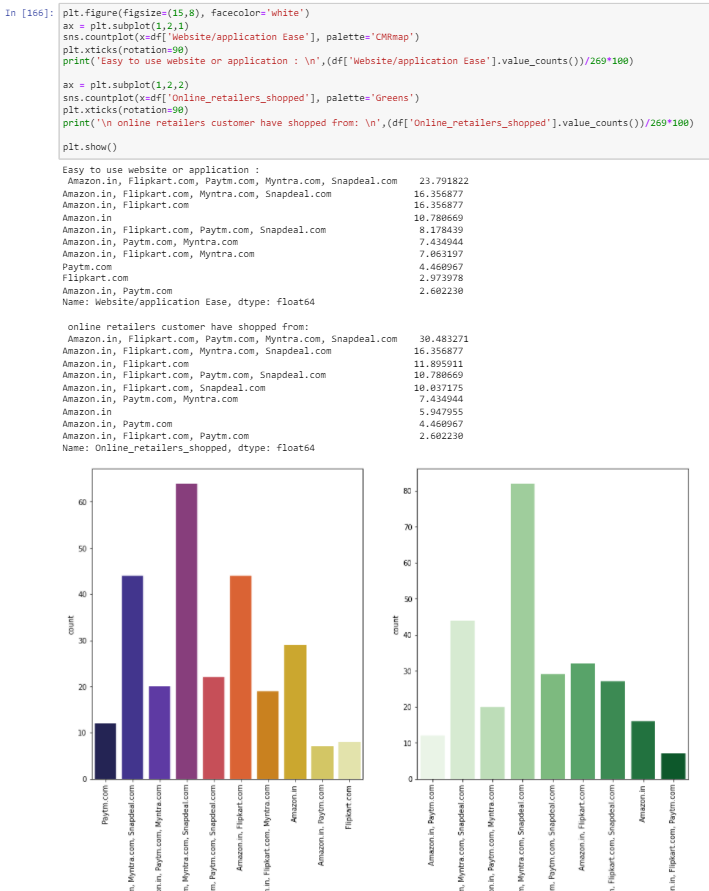 In [166]:
plt.figure(figsize=(15,8), facecolor='white')
ax = plt.subplot(1,2,1)
sns.countplot(x=df['Website/application Ease'], palette='CMRmap')
plt.xticks(rotation=90)
print('Easy to use website or application : \n',(df['Website/application Ease'].value_counts())/269*100)
ax = plt.subplot(1,2,2)
sns.countplot(x=df['Online_retailers_shopped'], palette='Greens')
plt.xticks(rotation=90)
print('\n online retailers customer have shopped from: \n',(df['Online_retailers_shopped'].value_counts())/269*100)
plt.show()
Easy to use website or application :
Amazon.in, Flipkart.com, Paytm.com, Myntra.com, Snapdeal.com 23.791822
Amazon.in, Flipkart.com, Myntra.com, Snapdeal.com 16.356877
Amazon.in, Flipkart.com 16.356877
Amazon.in 10.780669
Amazon.in, Flipkart.com, Paytm.com, Snapdeal.com 8.178439
Amazon.in, Paytm.com, Myntra.com 7.434944
Amazon.in, Flipkart.com, Myntra.com 7.063197
Paytm.com 4.460967
Flipkart.com 2.973978
Amazon.in, Paytm.com 2.602230
Name: Website/application Ease, dtype: float64
online retailers customer have shopped from:
Amazon.in, Flipkart.com, Paytm.com, Myntra.com, Snapdeal.com 30.483271
Amazon.in, Flipkart.com, Myntra.com, Snapdeal.com 16.356877
Amazon.in, Flipkart.com 11.895911
Amazon.in, Flipkart.com, Paytm.com, Snapdeal.com 10.780669
Amazon.in, Flipkart.com, Snapdeal.com 10.037175
Amazon.in, Paytm.com, Myntra.com 7.434944
Amazon.in 5.947955
Amazon.in, Paytm.com 4.460967
Amazon.in, Flipkart.com, Paytm.com 2.602230
Name: Online_retailers_shopped, dtype: float64
60
50
40
30
20
10
0
count
Paytm.com
m, Myntra.com, Snapdeal.com
on.in, Paytm.com, Myntra.com
m, Myntra.com, Snapdeal.com
m, Paytm.com, Snapdeal.com
Amazon.in, Flipkart.com
.in, Flipkart.com, Myntra.com
Amazon.in
Amazon.in, Paytm.com
Flipkart.com
80
70
60
50
40
30
20
10
0
count
Amazon.in, Paytm.com
m, Myntra.com, Snapdeal.com
on.in, Paytm.com, Myntra.com
m, Myntra.com, Snapdeal.com
m, Paytm.com, Snapdeal.com
Amazon.in, Flipkart.com
n, Flipkart.com, Snapdeal.com
Amazon.in
n.in, Flipkart.com, Paytm.com